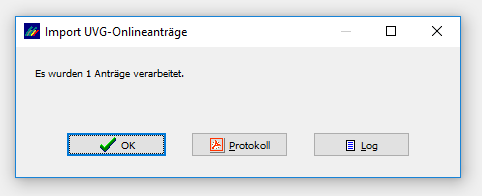 Import UVG-Onlineanträge
Es wurden 1 Anträge verarbeitet.
OK Protokoll Log